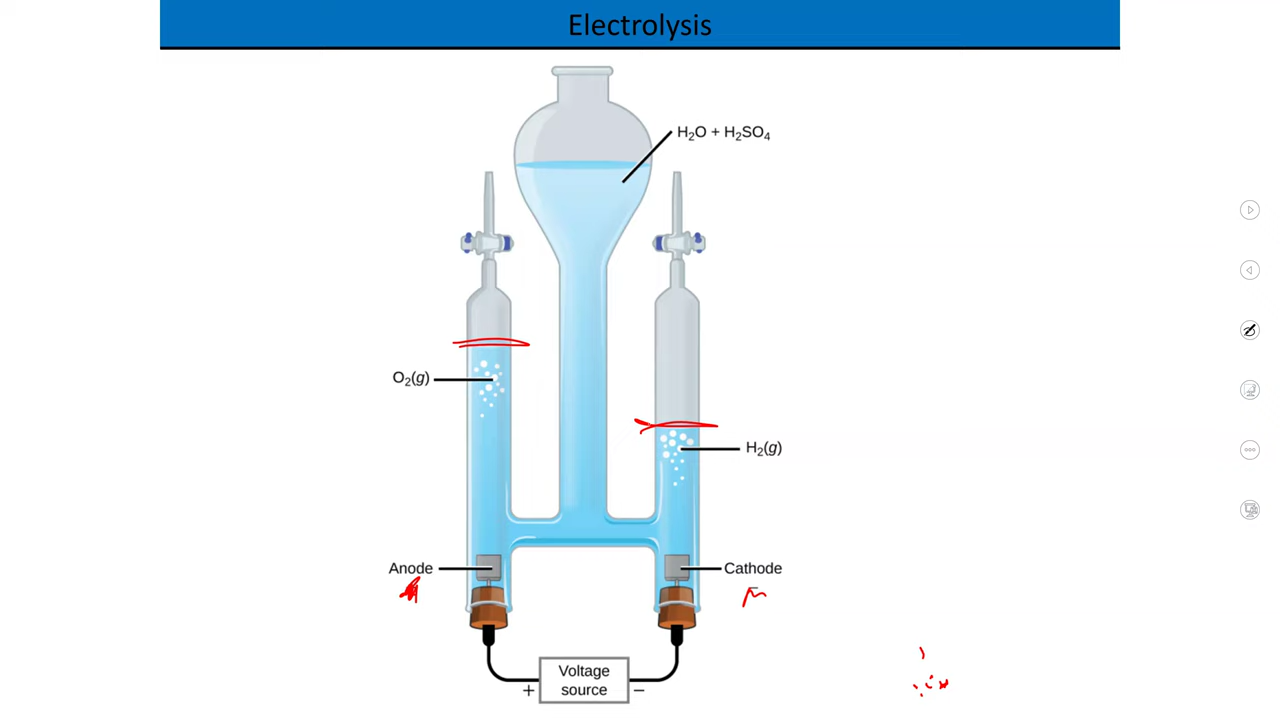 Electrolysis
H₂O + H₂SO₄
O₂(g)
H₂(g)
Anode
Cathode
Voltage
source
+
−